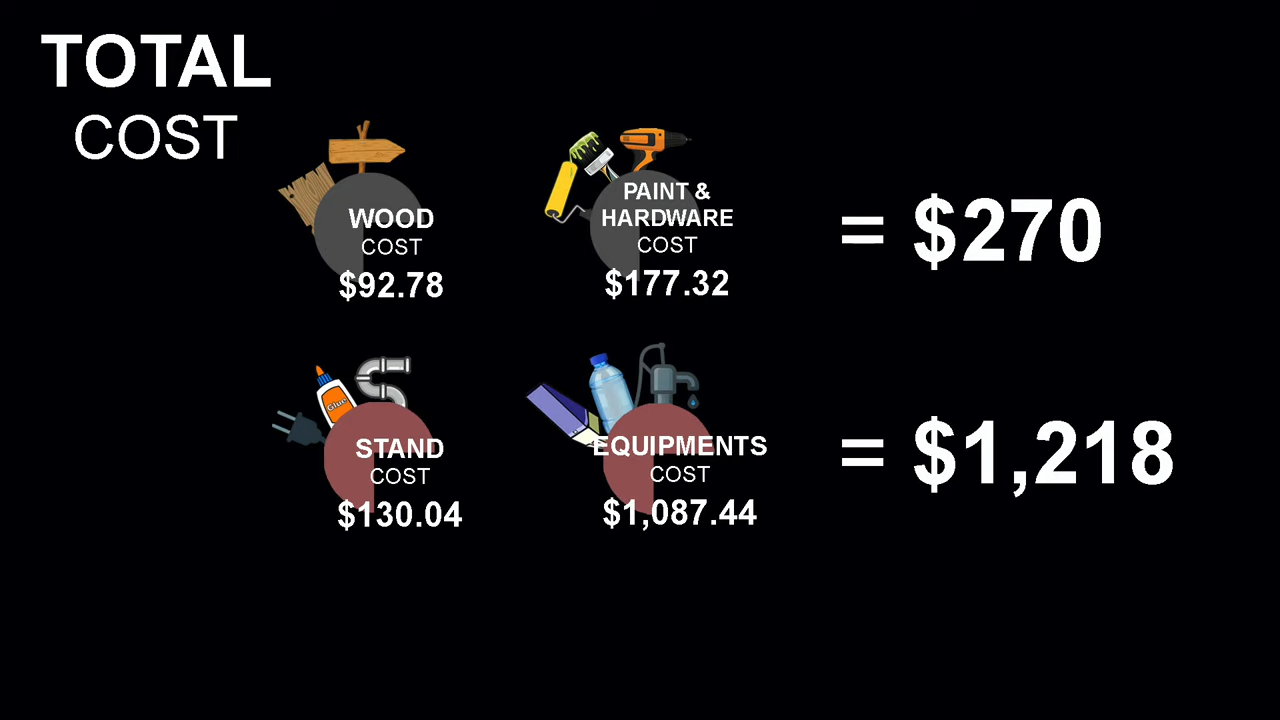 TOTAL
COST
WOOD
COST
$92.78
PAINT &
HARDWARE
COST
$177.32
= $270
STAND
COST
$130.04
EQUIPMENTS
COST
$1,087.44
= $1,218
Glue